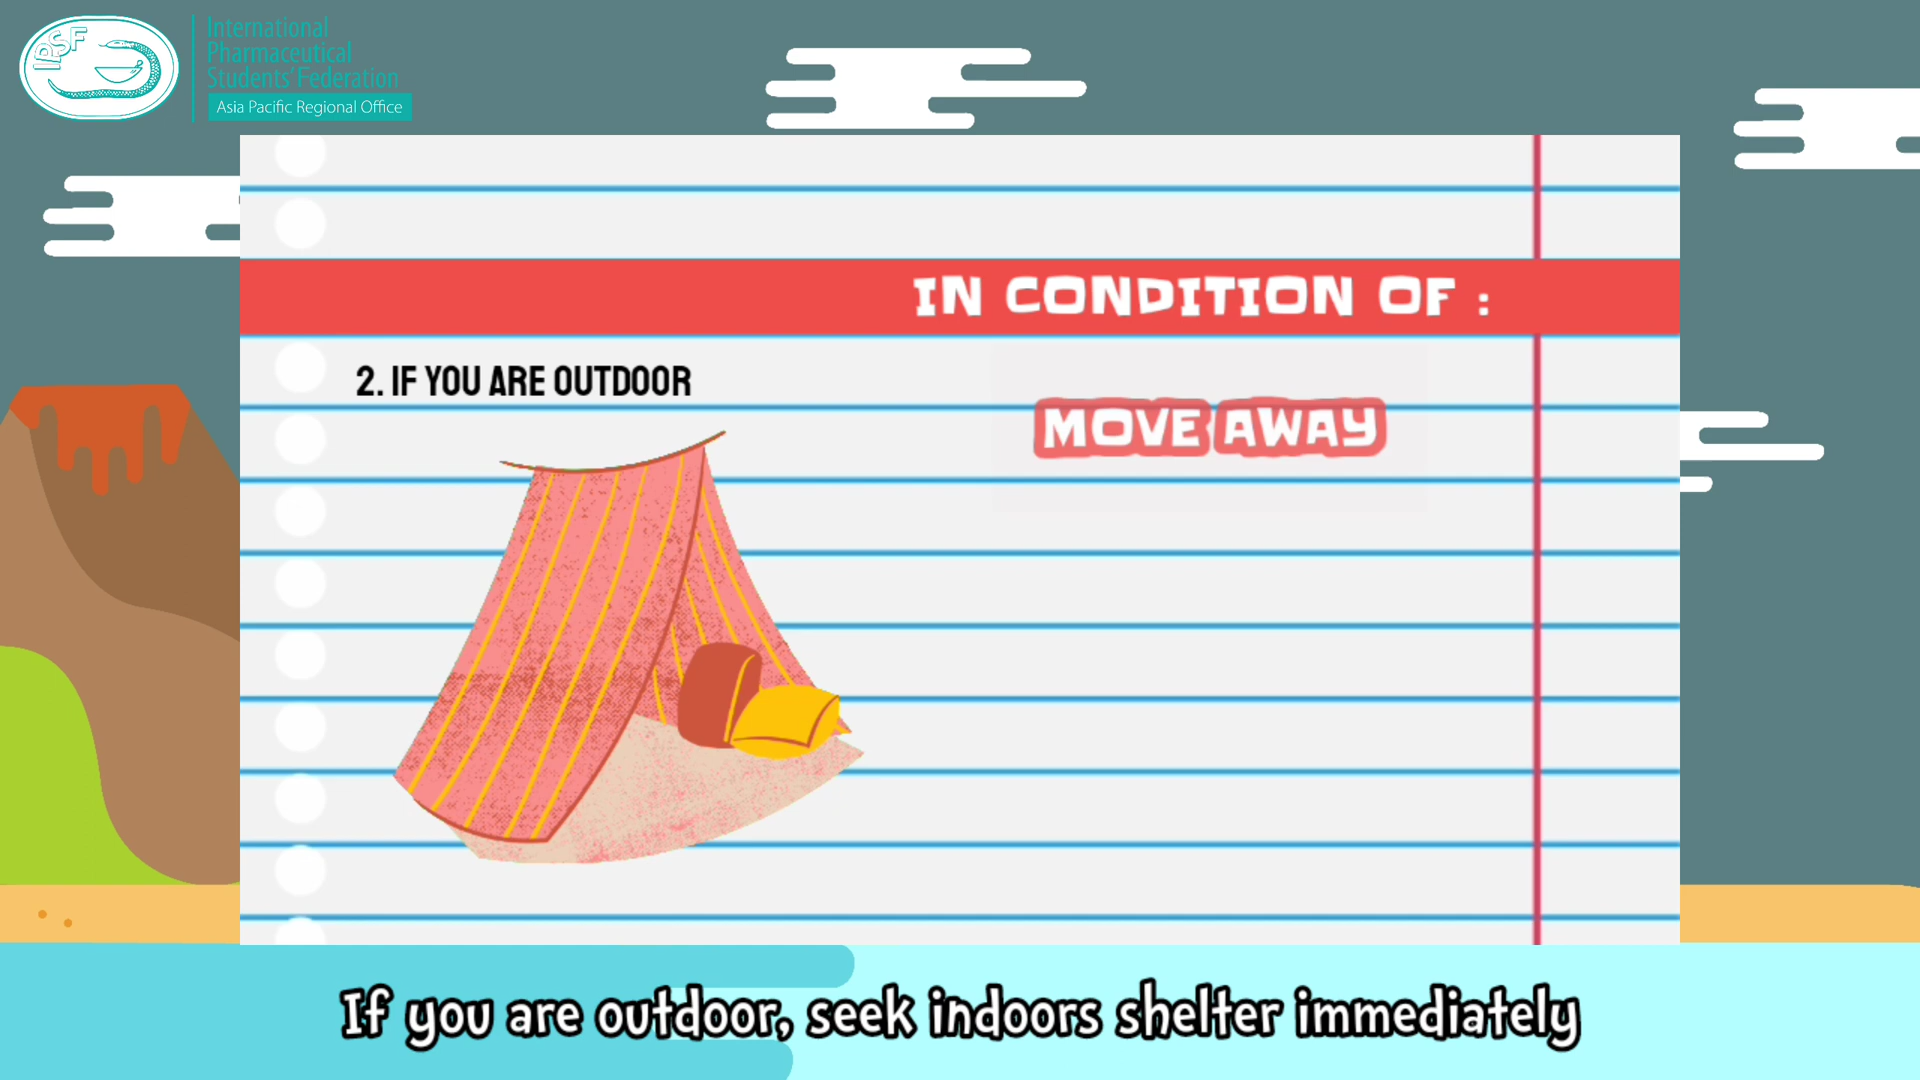 IPSF
International
Pharmaceutical
Students' Federation
Asia Pacific Regional Office
IN CONDITION OF :
2. IF YOU ARE OUTDOOR
MOVE AWAY
If you are outdoor, seek indoors shelter immediately